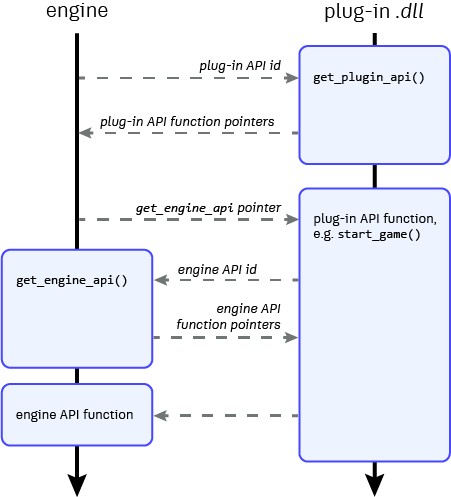 engine
plug-in .dll
plug-in API id
get_plugin_api()
plug-in API function pointers
get_engine_api pointer
plug-in API function,
e.g. start_game()
engine API id
get_engine_api()
engine API
function pointers
engine API function